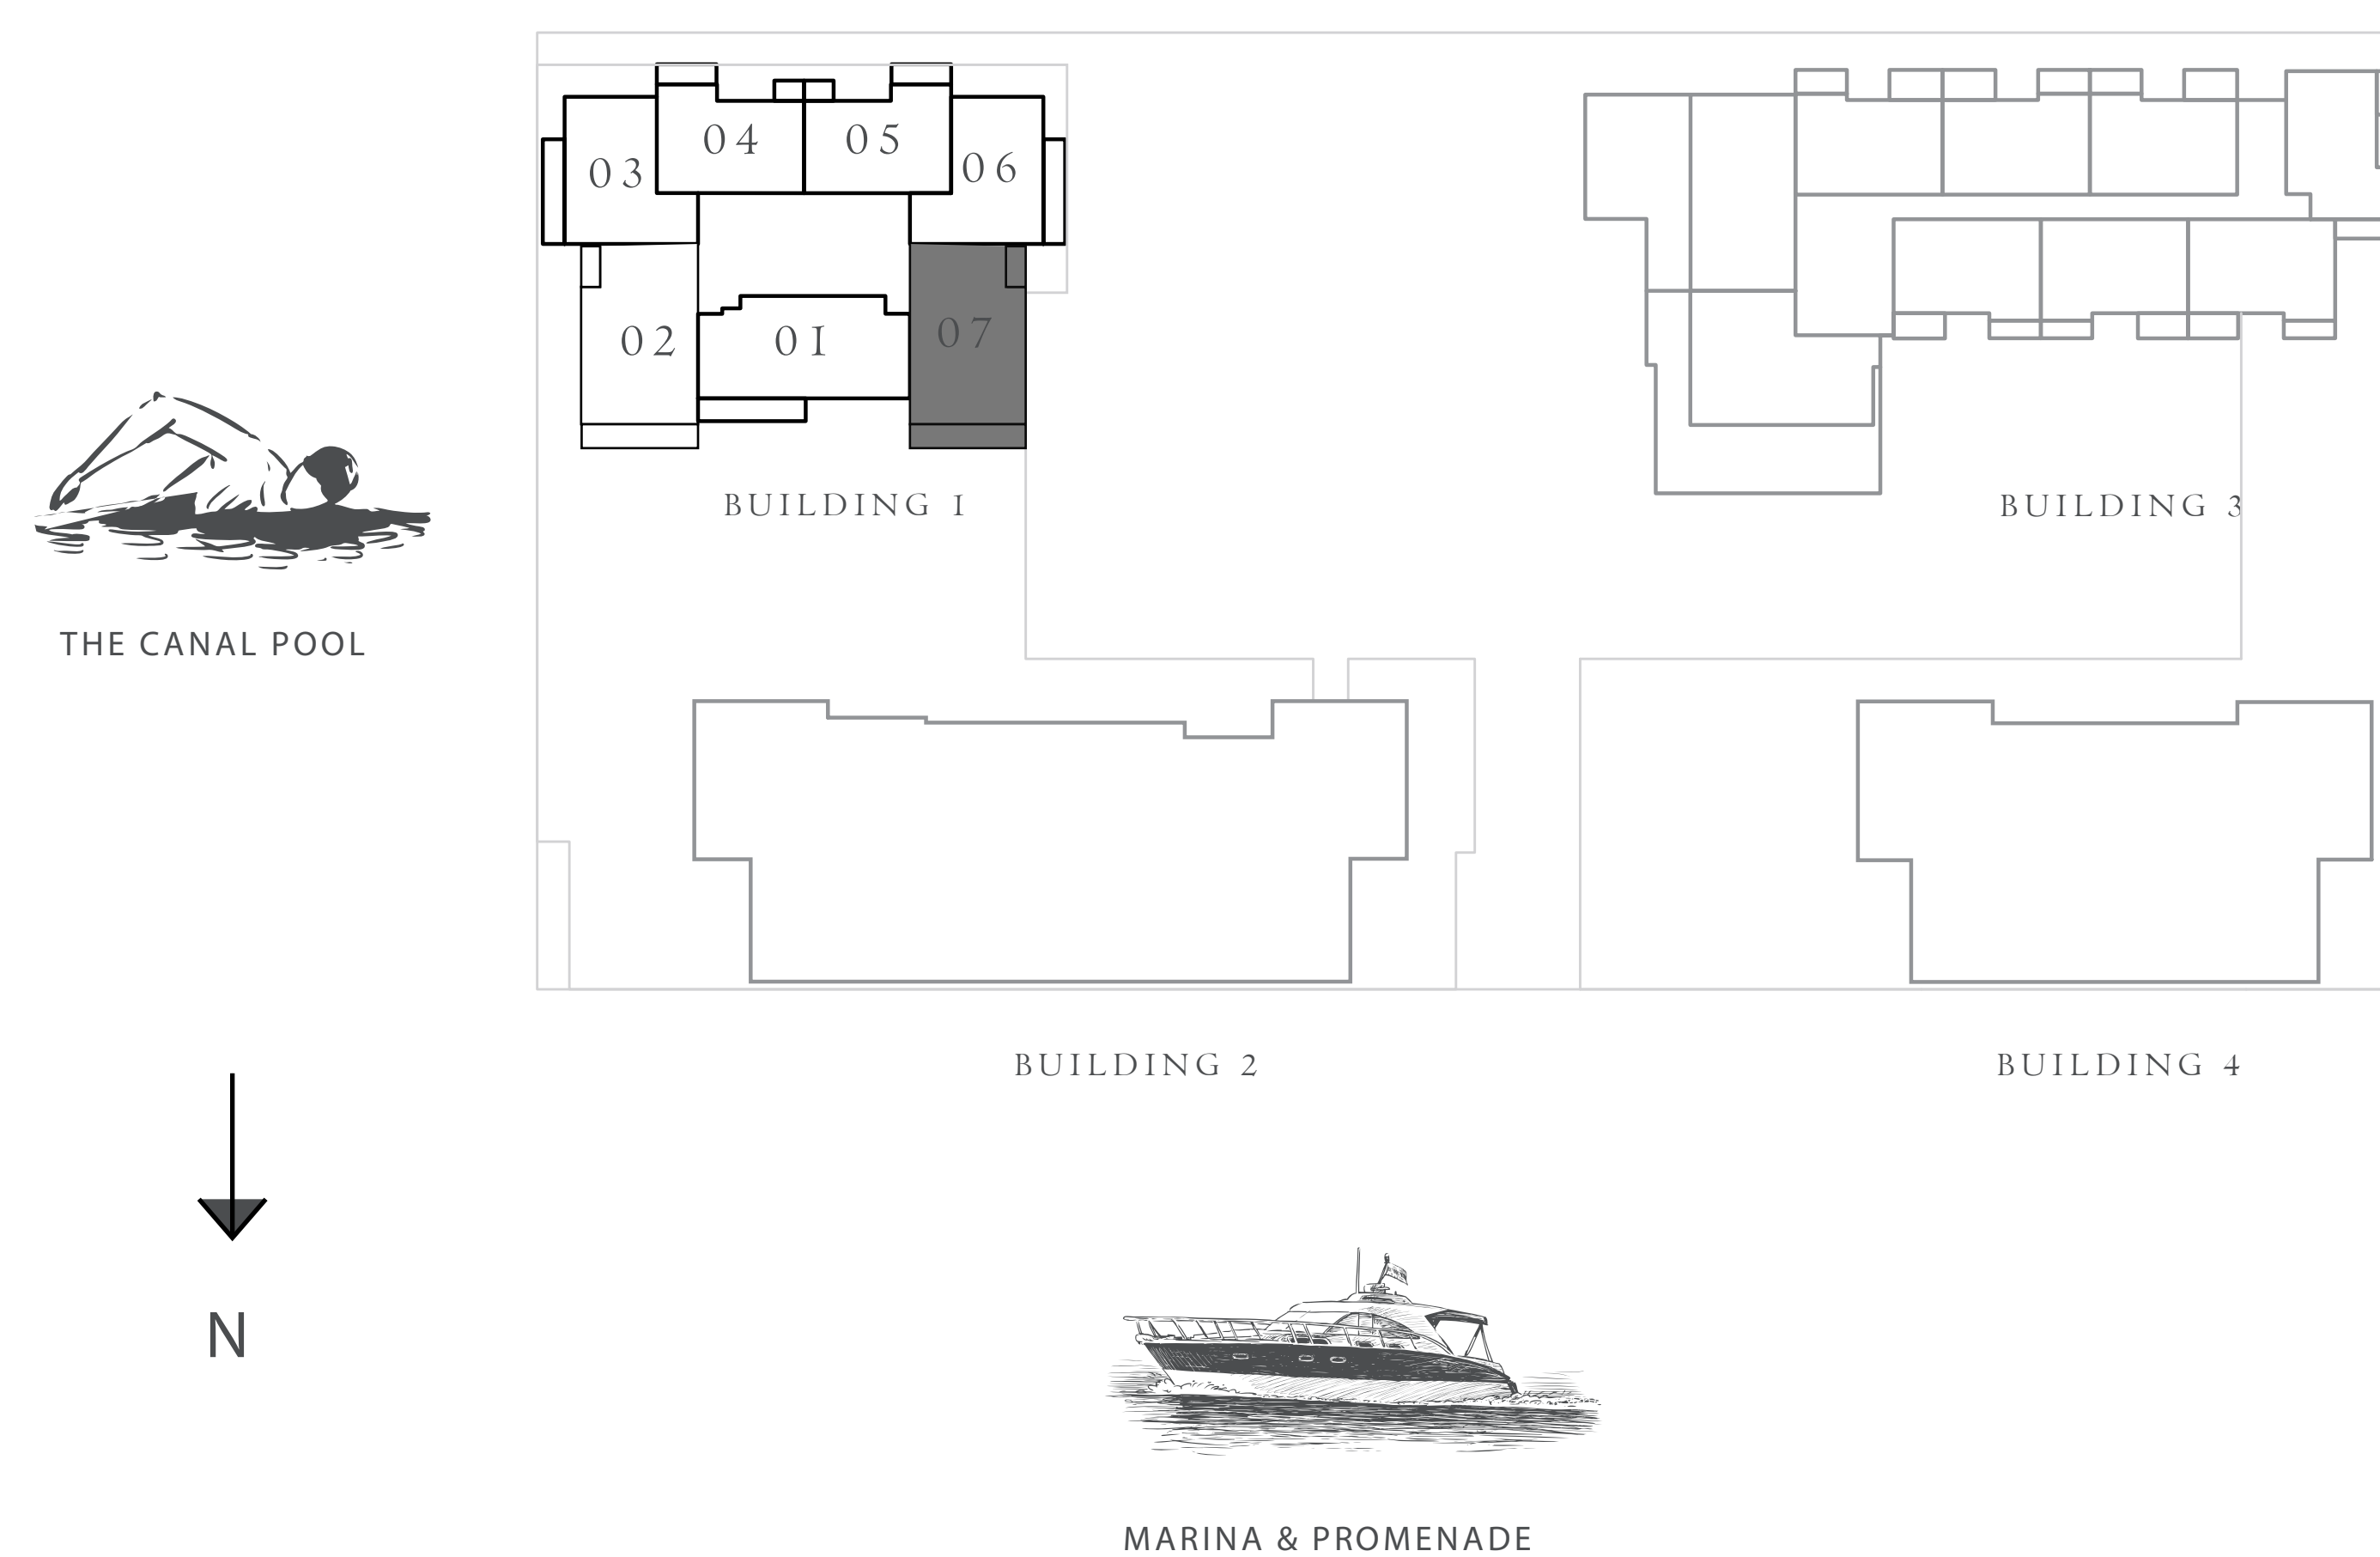 04 05
03 06
02 01 07
BUILDING 1
BUILDING 3
THE CANAL POOL
BUILDING 2
BUILDING 4
N
MARINA & PROMENADE